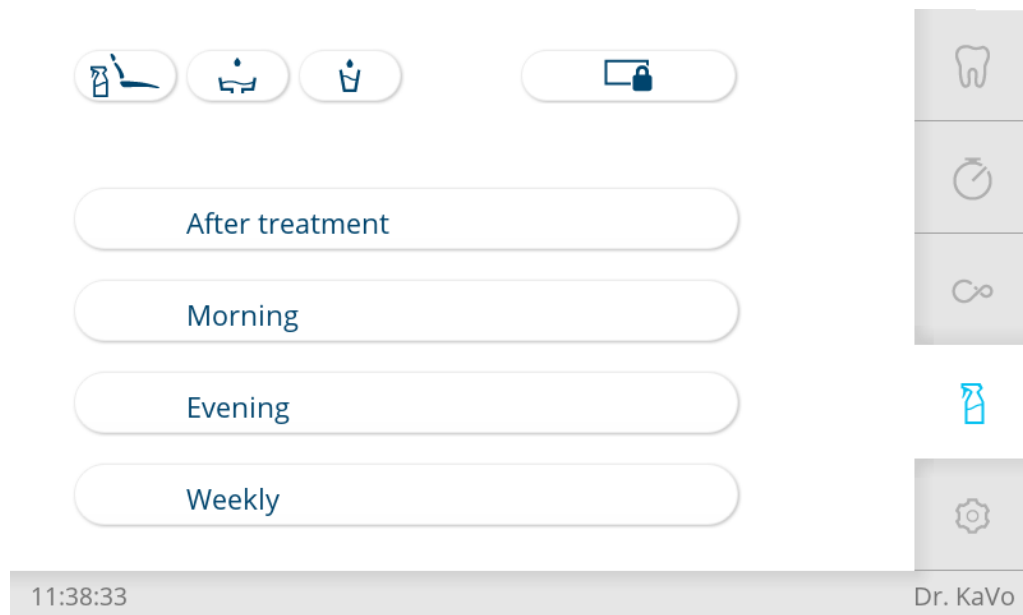 After treatment
Morning
Evening
Weekly
11:38:33
Dr. KaVo